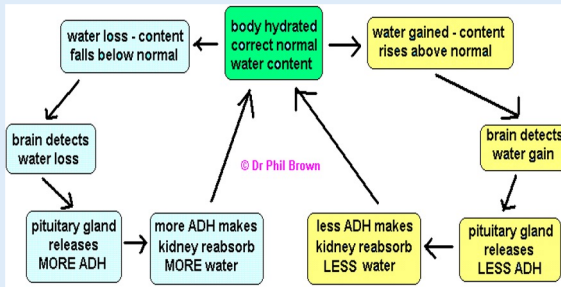 body hydrated
correct normal
water content
water loss - content
falls below normal
water gained - content
rises above normal
brain detects
water loss
brain detects
water gain
© Dr Phil Brown
pituitary gland
releases
MORE ADH
more ADH makes
kidney reabsorb
MORE water
less ADH makes
kidney reabsorb
LESS water
pituitary gland
releases
LESS ADH